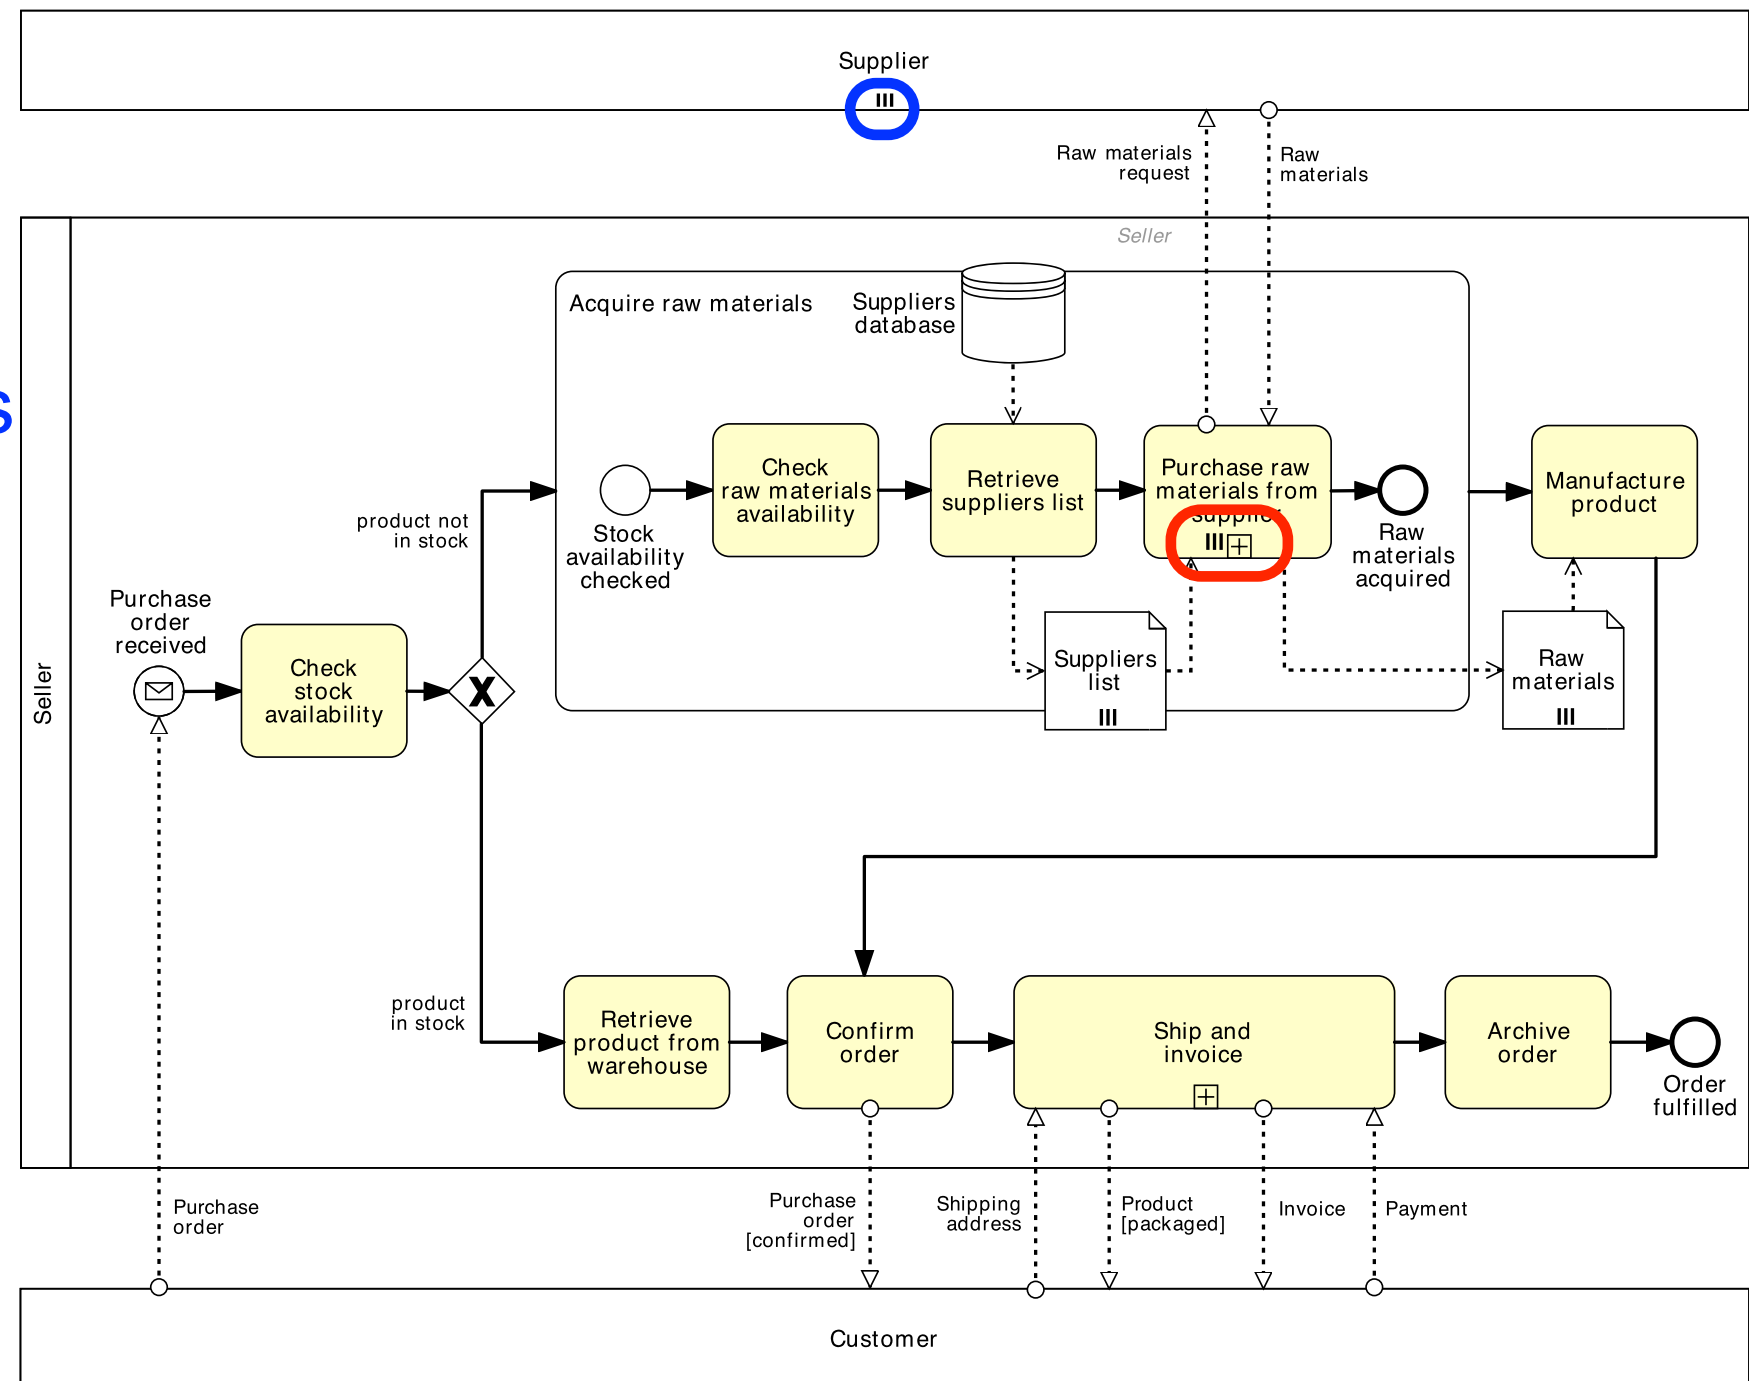 Supplier
Raw materials
request
Raw
materials
Seller
Seller
Acquire raw materials
Suppliers
database
Check
raw materials
availability
Retrieve
suppliers list
Purchase raw
materials from
supplier
Manufacture
product
Stock
availability
checked
Raw
materials
acquired
product not
in stock
Purchase
order
received
Check
stock
availability
X
Suppliers
list
Raw
materials
product
in stock
Retrieve
product from
warehouse
Confirm
order
Ship and
invoice
Archive
order
Order
fulfilled
Purchase
order
Purchase
order
[confirmed]
Shipping
address
Product
[packaged]
Invoice
Payment
Customer